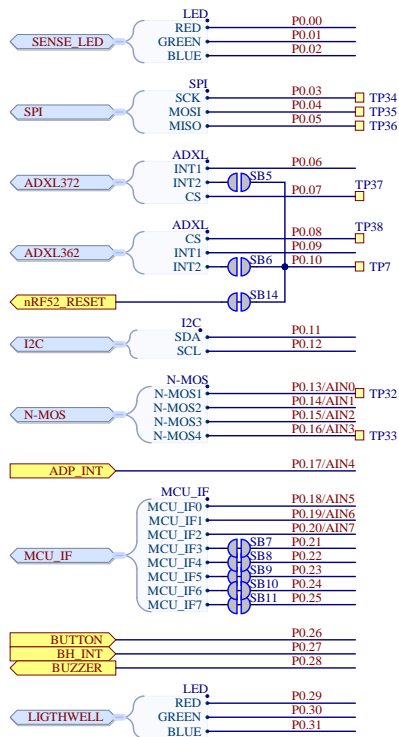 LED
RED P0.00
SENSE_LED GREEN P0.01
BLUE P0.02
SPI
SCK P0.03 TP34
SPI MOSI P0.04 TP35
MISO P0.05 TP36
ADXL
INT1 P0.06
ADXL372 INT2 SB5
CS P0.07 TP37
ADXL
CS P0.08 TP38
ADXL362 INT1 P0.09
INT2 SB6 P0.10 TP7
nRF52_RESET SB14
I2C
SDA P0.11
I2C SCL P0.12
N-MOS
N-MOS1 P0.13/AIN0 TP32
N-MOS2 P0.14/AIN1
N-MOS N-MOS3 P0.15/AIN2
N-MOS4 P0.16/AIN3 TP33
ADP_INT P0.17/AIN4
MCU_IF
MCU_IF0 P0.18/AIN5
MCU_IF1 P0.19/AIN6
MCU_IF2 P0.20/AIN7
MCU_IF3 SB7 P0.21
MCU_IF MCU_IF4 SB8 P0.22
MCU_IF5 SB9 P0.23
MCU_IF6 SB10 P0.24
MCU_IF7 SB11 P0.25
BUTTON P0.26
BH_INT P0.27
BUZZER P0.28
LED
RED P0.29
LIGTHWELL GREEN P0.30
BLUE P0.31